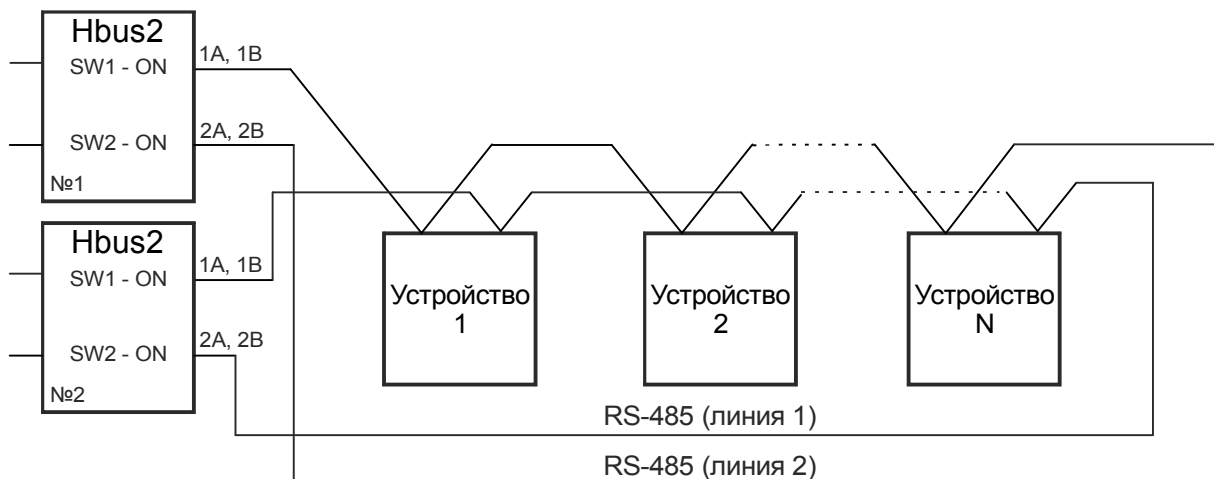 Hbus2
SW1 - ON
1A, 1B
SW2 - ON
2A, 2B
№1
Hbus2
SW1 - ON
1A, 1B
SW2 - ON
2A, 2B
№2
Устройство
1
Устройство
2
Устройство
N
RS-485 (линия 1)
RS-485 (линия 2)